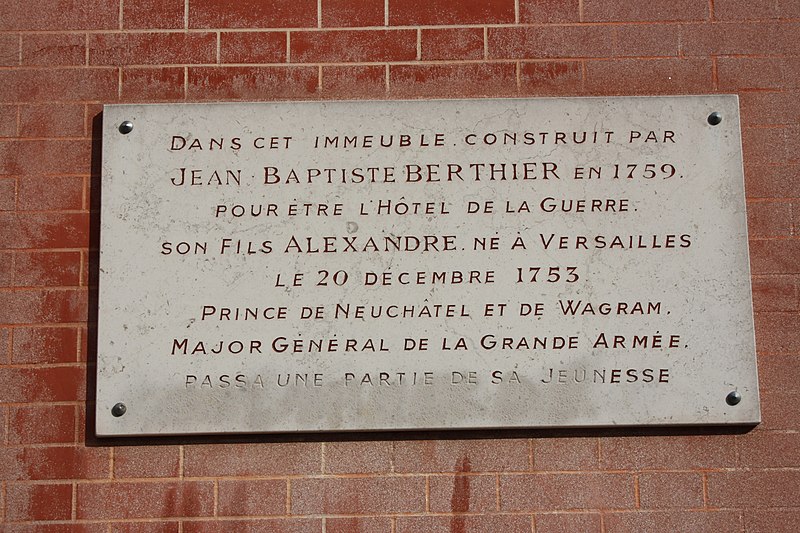 DANS CET IMMEUBLE. CONSTRUIT PAR
JEAN. BAPTISTE BERTHIER EN 1759.
POUR ÊTRE L'HÔTEL DE LA GUERRE.
SON FILS ALEXANDRE. NÉ À VERSAILLES
LE 20 DÉCEMBRE 1753
PRINCE DE NEUCHÂTEL ET DE WAGRAM.
MAJOR GÉNÉRAL DE LA GRANDE ARMÉE.
PASSA UNE PARTIE DE SA JEUNESSE